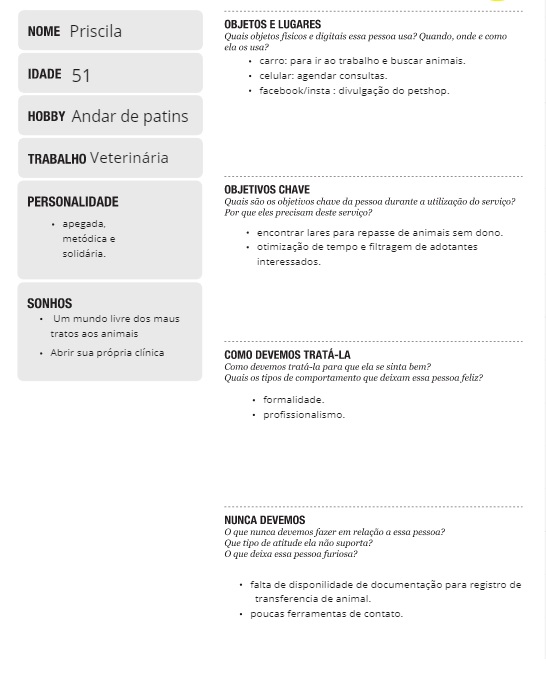 NOME Priscila
IDADE 51
HOBBY Andar de patins
TRABALHO Veterinária
PERSONALIDADE
• apegada,
metódica e
solidária.
SONHOS
• Um mundo livre dos maus
tratos aos animais
• Abrir sua própria clínica
OBJETOS E LUGARES
Quais objetos físicos e digitais essa pessoa usa? Quando, onde e como
ela os usa?
• carro: para ir ao trabalho e buscar animais.
• celular: agendar consultas.
• facebook/insta : divulgação do petshop.
OBJETIVOS CHAVE
Quais são os objetivos chave da pessoa durante a utilização do serviço?
Por que eles precisam deste serviço?
• encontrar lares para repasse de animais sem dono.
• otimização de tempo e filtragem de adotantes
interessados.
COMO DEVEMOS TRATÁ-LA
Como devemos tratá-la para que ela se sinta bem?
Quais os tipos de comportamento que deixam essa pessoa feliz?
• formalidade.
• profissionalismo.
NUNCA DEVEMOS
O que nunca devemos fazer em relação a essa pessoa?
Que tipo de atitude ela não suporta?
O que deixa essa pessoa furiosa?
• falta de disponilidade de documentação para registro de
transferencia de animal.
• poucas ferramentas de contato.